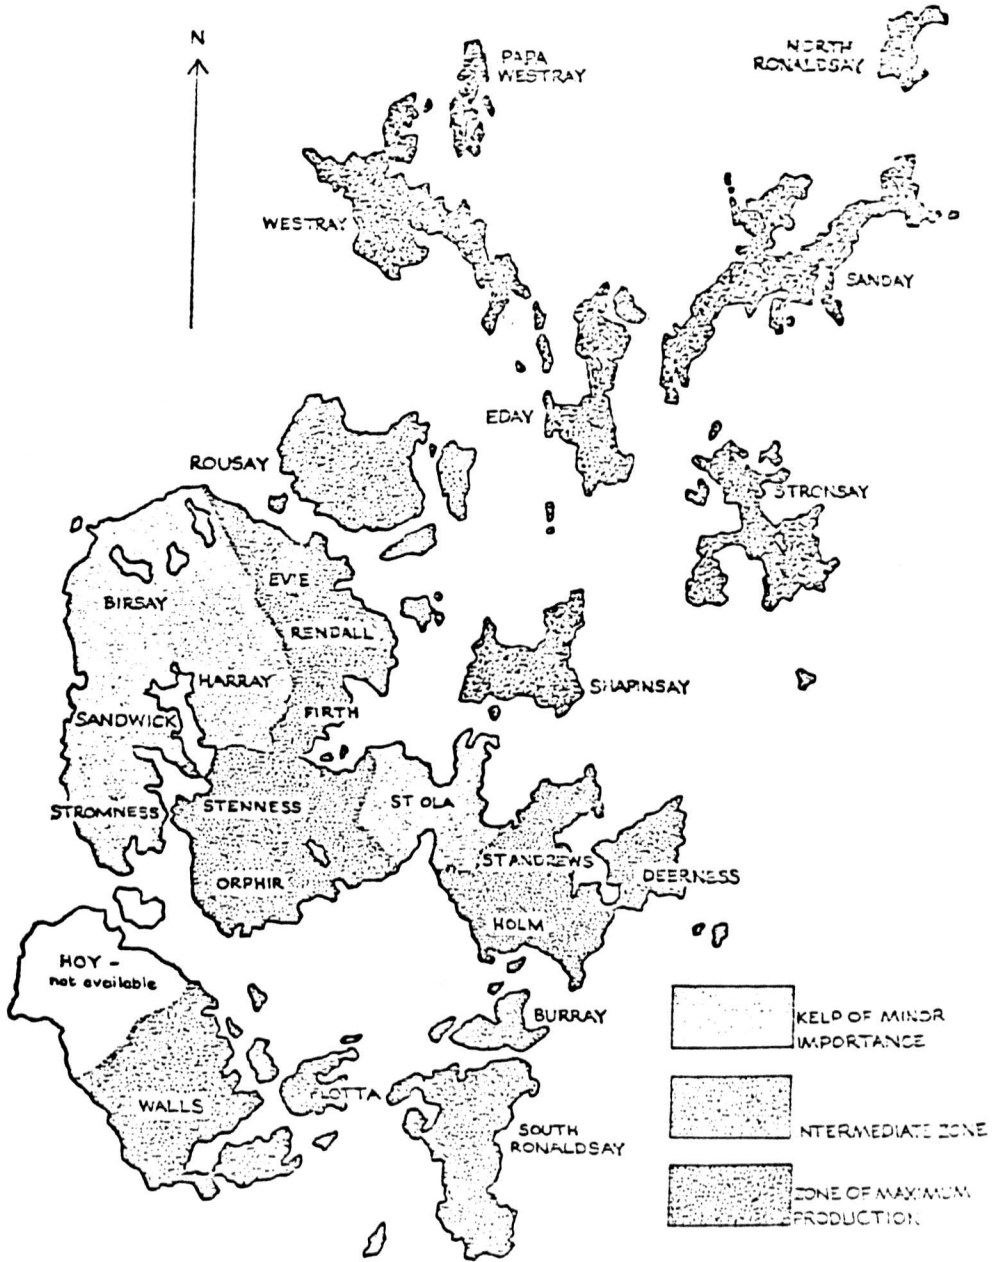 N
PAPA
WESTRAY
NORTH
RONALDSAY
WESTRAY
SANDAY
EDAY
ROUSAY
STRONSAY
EVIE
BIRSAY
RENDALL
HARRAY
SHAPINSAY
FIRTH
SANDWICK
STROMNESS
STENNESS
ST OLA
ST ANDREWS
DEERNESS
ORPHIR
HOLM
HOY –
not available
BURRAY
KELP OF MINOR
IMPORTANCE
FLOTTA
WALLS
SOUTH
RONALDSAY
INTERMEDIATE ZONE
ZONE OF MAXIMUM
PRODUCTION